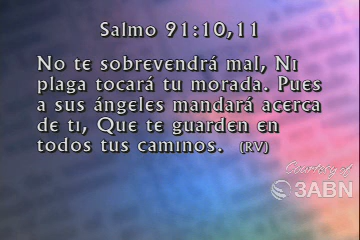 Salmo 91:10,11
No te sobrevendrá mal, Ni
plaga tocará tu morada. Pues
a sus ángeles mandará acerca
de ti, Que te guarden en
todos tus caminos. (RV)
Courtesy of
3ABN